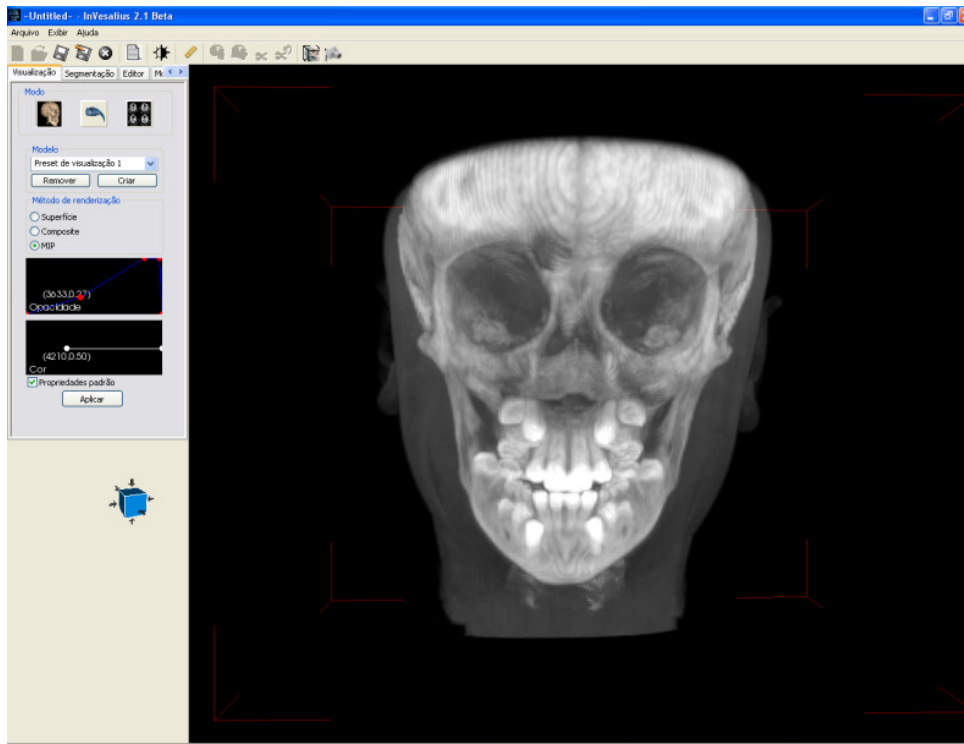 -Untitled- - InVesalius 2.1 Beta
Arquivo Exibir Ajuda
Visualização Segmentação Editor
Modo
Modelo
Preset de visualização 1
Remover Criar
Método de renderização
Superfície
Composite
MIP
(3633,0.27)
Opacidade
(4210,0.50)
Cor
Propriedades padrão
Aplicar